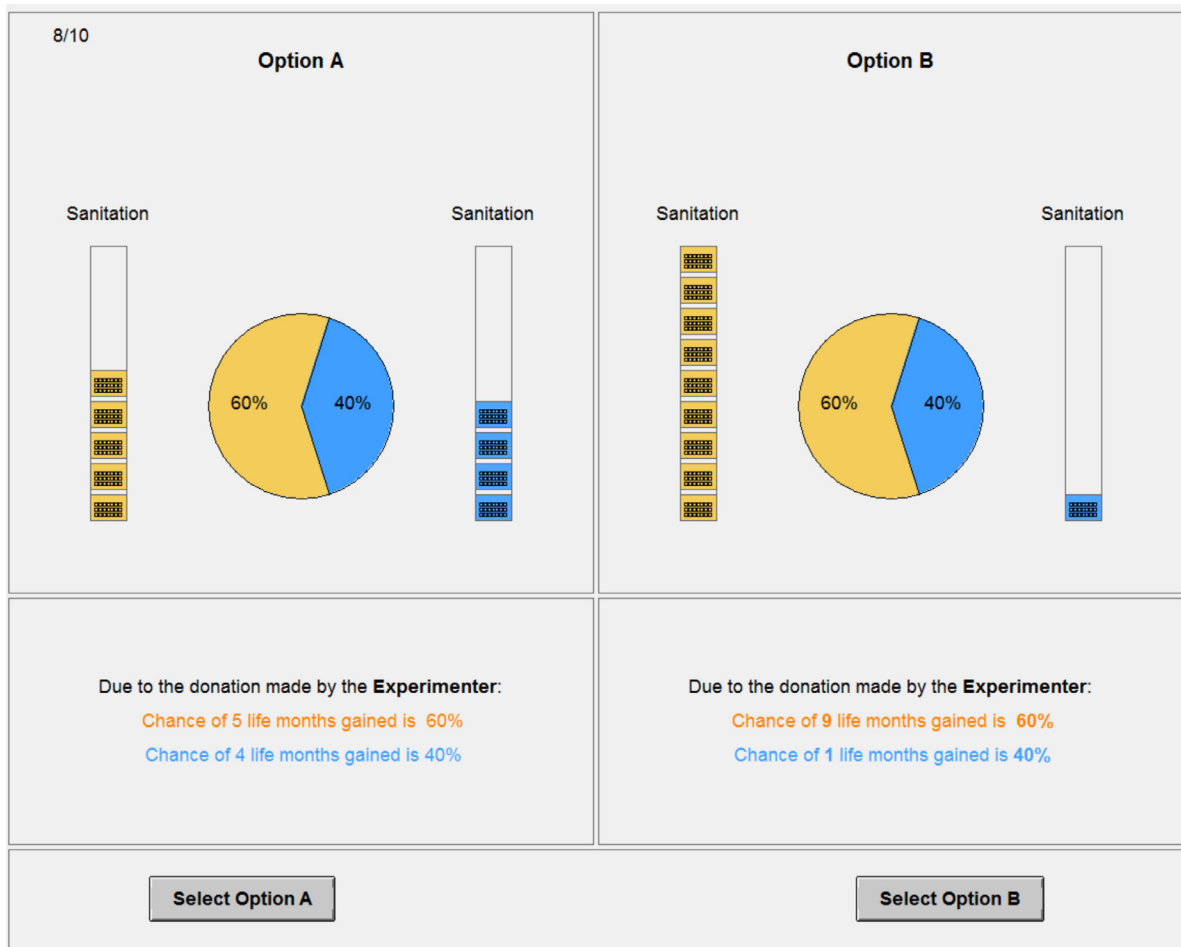 8/10
Option A
Sanitation
Sanitation
60%
40%
Due to the donation made by the Experimenter:
Chance of 5 life months gained is 60%
Chance of 4 life months gained is 40%
Select Option A
Option B
Sanitation
Sanitation
60%
40%
Due to the donation made by the Experimenter:
Chance of 9 life months gained is 60%
Chance of 1 life months gained is 40%
Select Option B